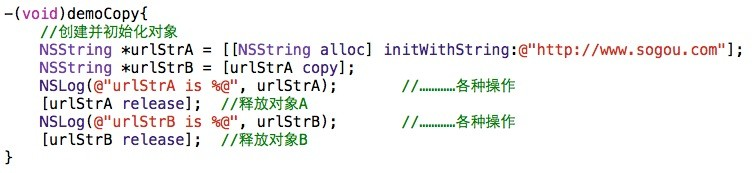 -(void)demoCopy{
    //创建并初始化对象
    NSString *urlStrA = [[NSString alloc] initWithString:@"http://www.sogou.com"];
    NSString *urlStrB = [urlStrA copy];
    NSLog(@"urlStrA is %@", urlStrA);        //…………各种操作
    [urlStrA release];  //释放对象A
    NSLog(@"urlStrB is %@", urlStrB);        //…………各种操作
    [urlStrB release];  //释放对象B
}